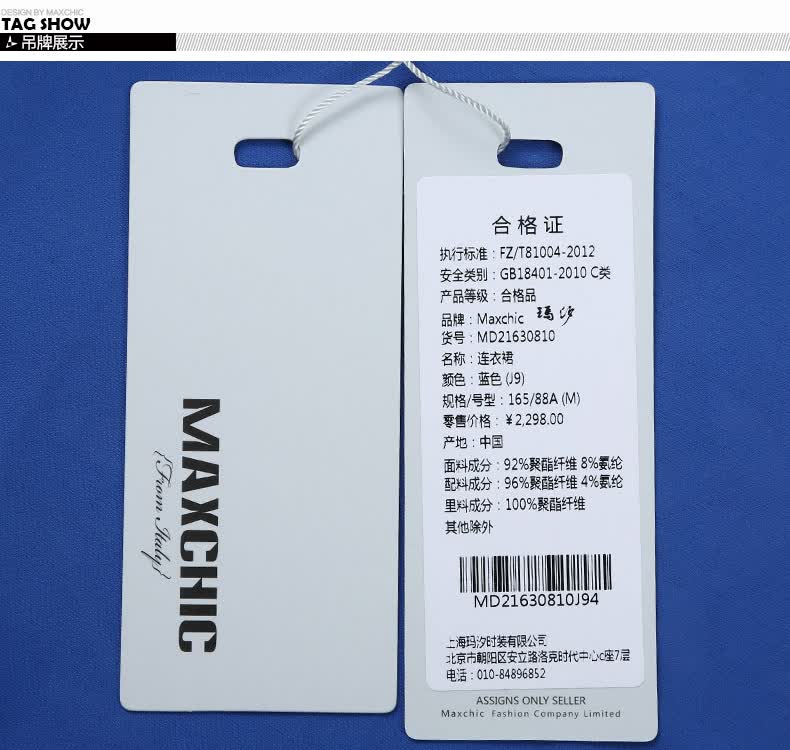 DESIGN BY MAXCHIC
TAG SHOW
吊牌展示
MAXCHIC
{From Italy}
合格证
执行标准：FZ/T81004-2012
安全类别：GB18401-2010 C类
产品等级：合格品
品牌：Maxchic 玛汐
货号：MD21630810
名称：连衣裙
颜色：蓝色 (J9)
规格/号型：165/88A (M)
零售价格：￥2,298.00
产地：中国
面料成分：92%聚酯纤维 8%氨纶
配料成分：96%聚酯纤维 4%氨纶
里料成分：100%聚酯纤维
其他除外
MD21630810J94
上海玛汐时装有限公司
北京市朝阳区安立路洛克时代中心c座7层
电话：010-84896852
ASSIGNS ONLY SELLER
Maxchic Fashion Company Limited